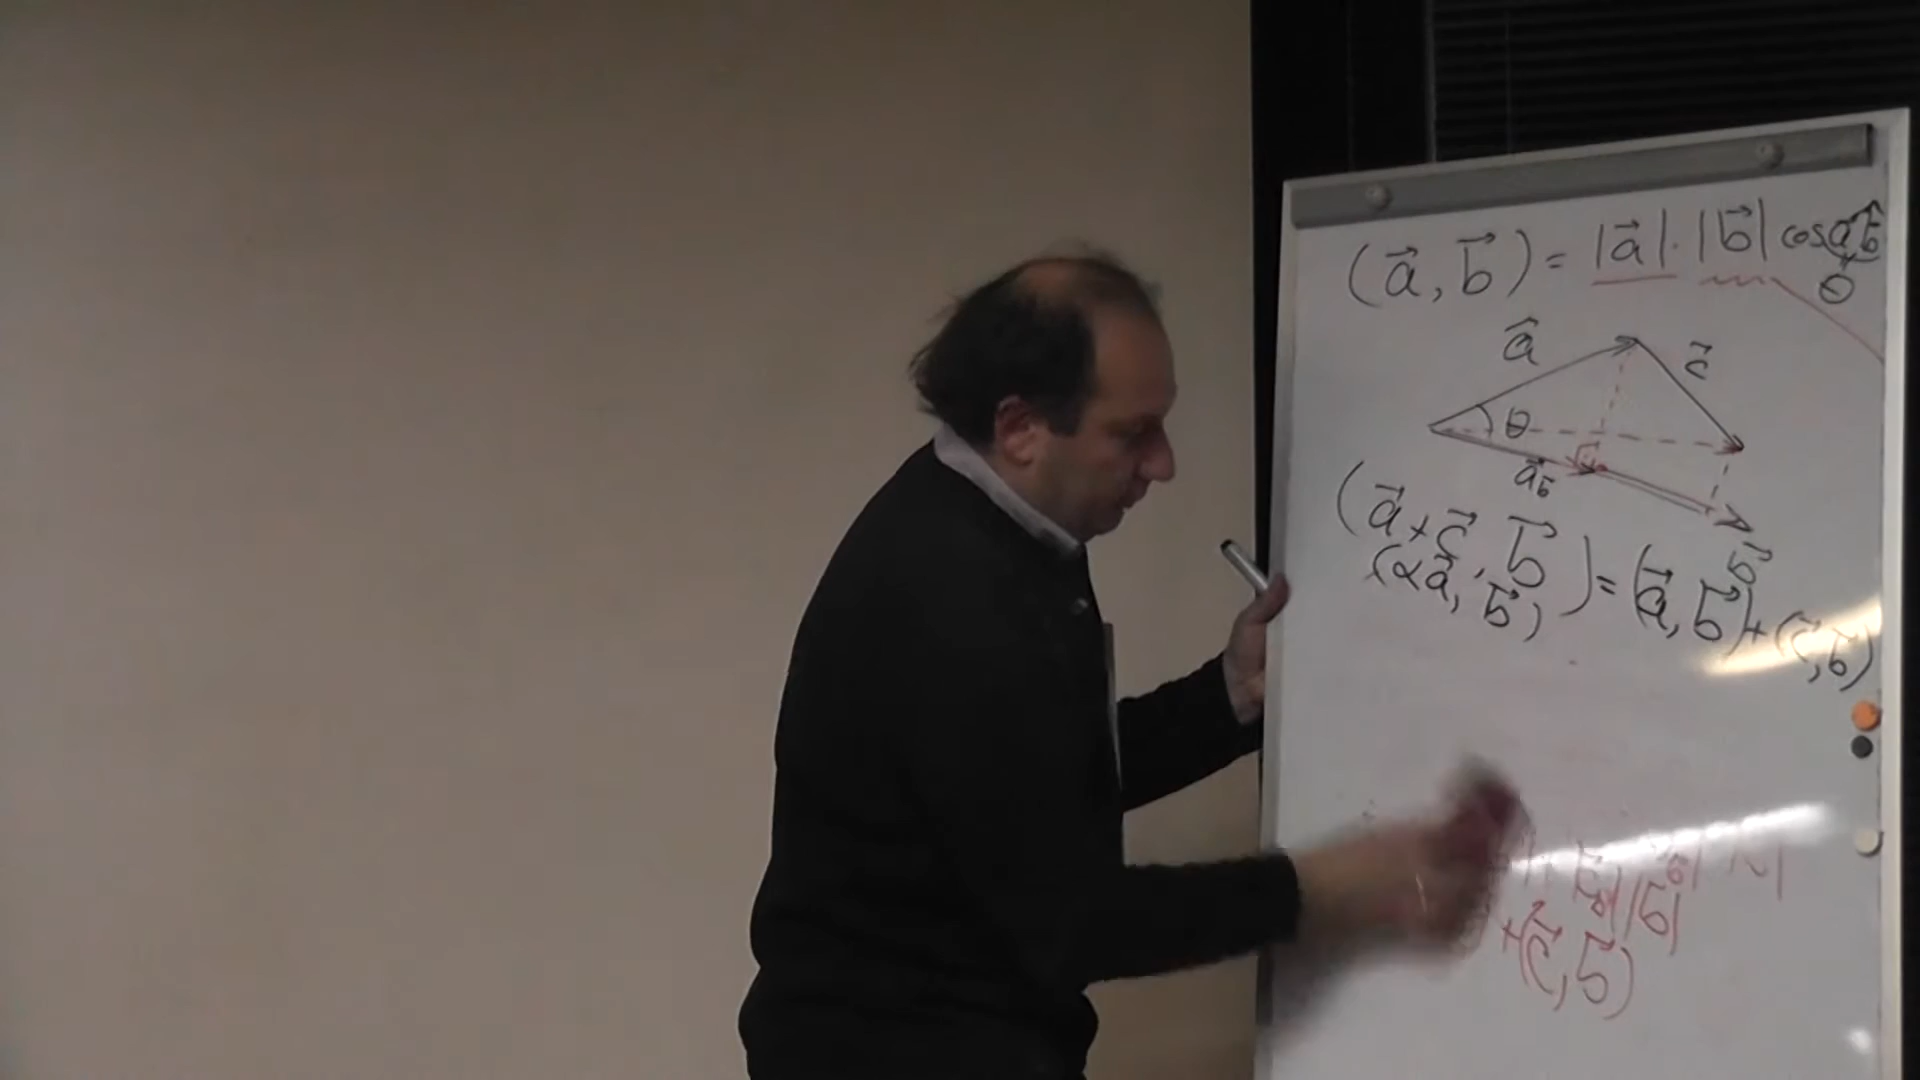 (a⃗, b⃗) = |a⃗| · |b⃗| cos a⃗ b⃗
θ
a⃗
c⃗
θ
a⃗b
b⃗
(a⃗ + c⃗, b⃗) = (a⃗, b⃗) + (c⃗, b⃗)
(αa⃗, b⃗)
|b⃗|
+(c⃗, b⃗)